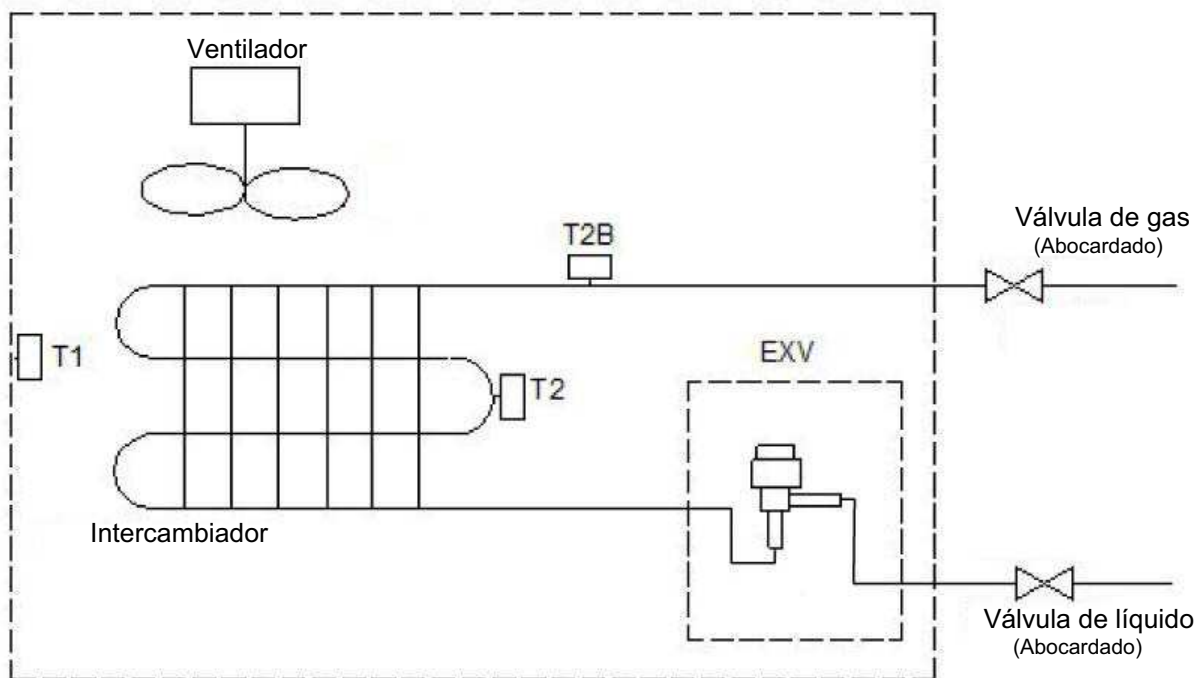 Ventilador
Válvula de gas
(Abocardado)
T2B
T1
EXV
T2
Intercambiador
Válvula de líquido
(Abocardado)